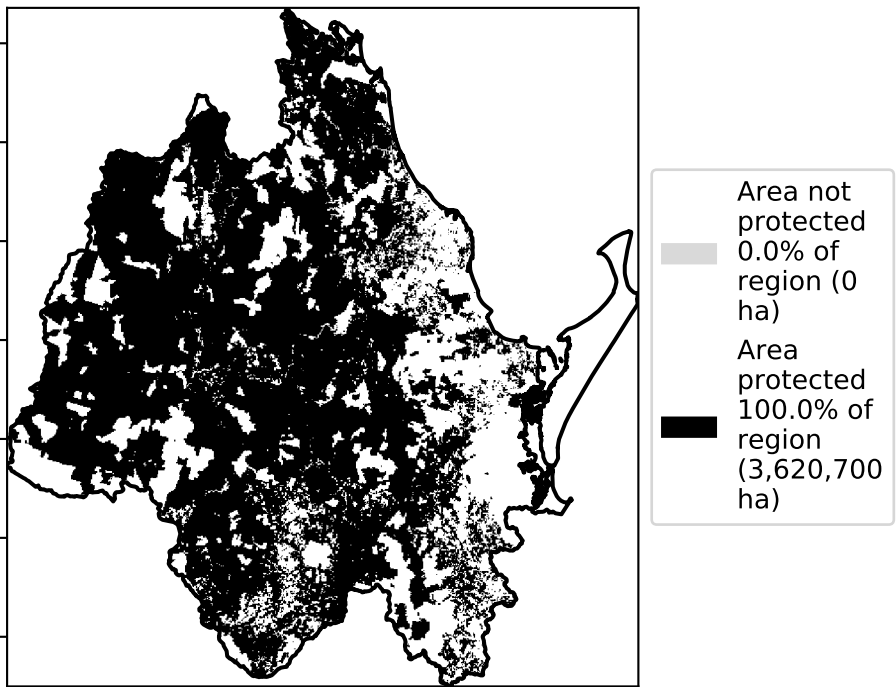 Area not
protected
0.0% of
region (0
ha)
Area
protected
100.0% of
region
(3,620,700
ha)